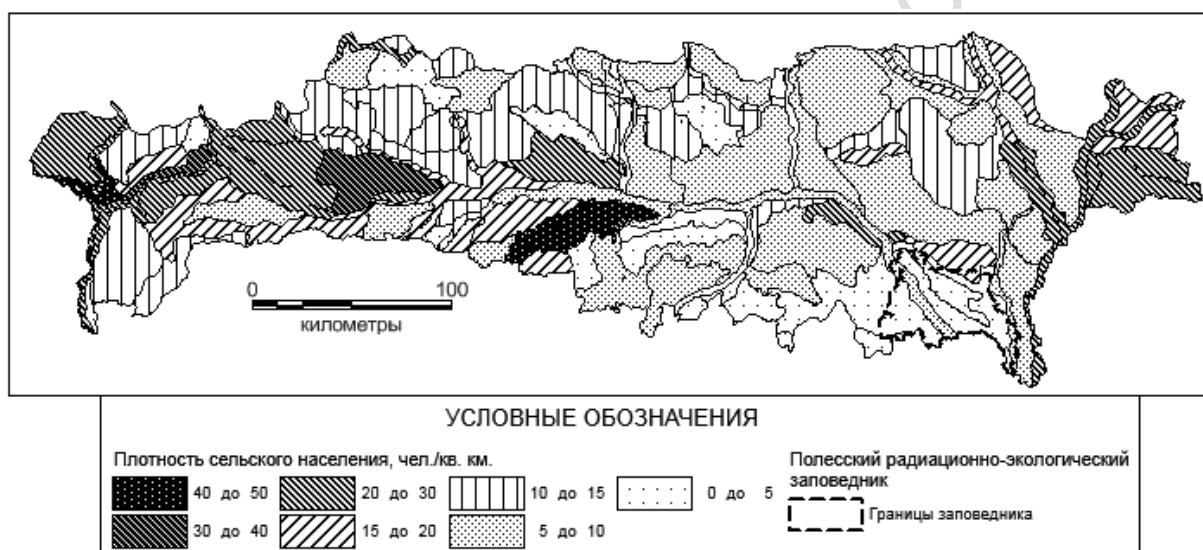 0 100
километры
УСЛОВНЫЕ ОБОЗНАЧЕНИЯ
Плотность сельского населения, чел./кв. км.
40 до 50
20 до 30
10 до 15
0 до 5
30 до 40
15 до 20
5 до 10
Полесский радиационно-экологический
заповедник
Границы заповедника